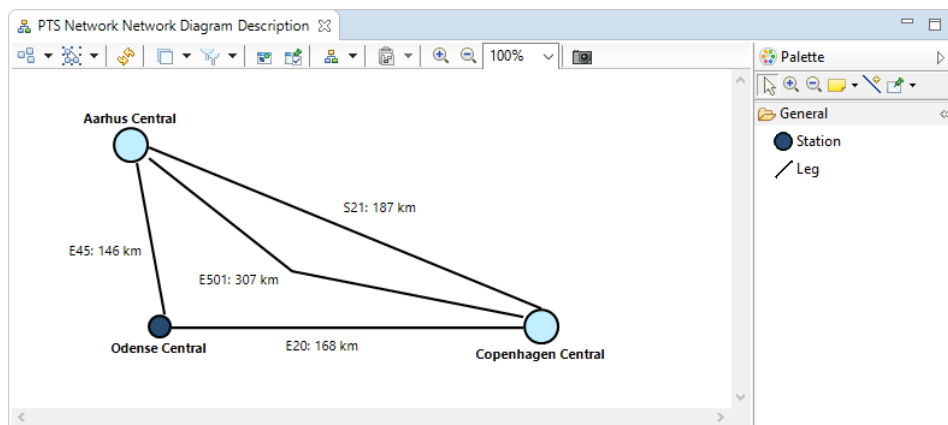 PTS Network Network Diagram Description
100%
Palette
General
Station
Leg
Aarhus Central
S21: 187 km
E45: 146 km
E501: 307 km
E20: 168 km
Odense Central
Copenhagen Central